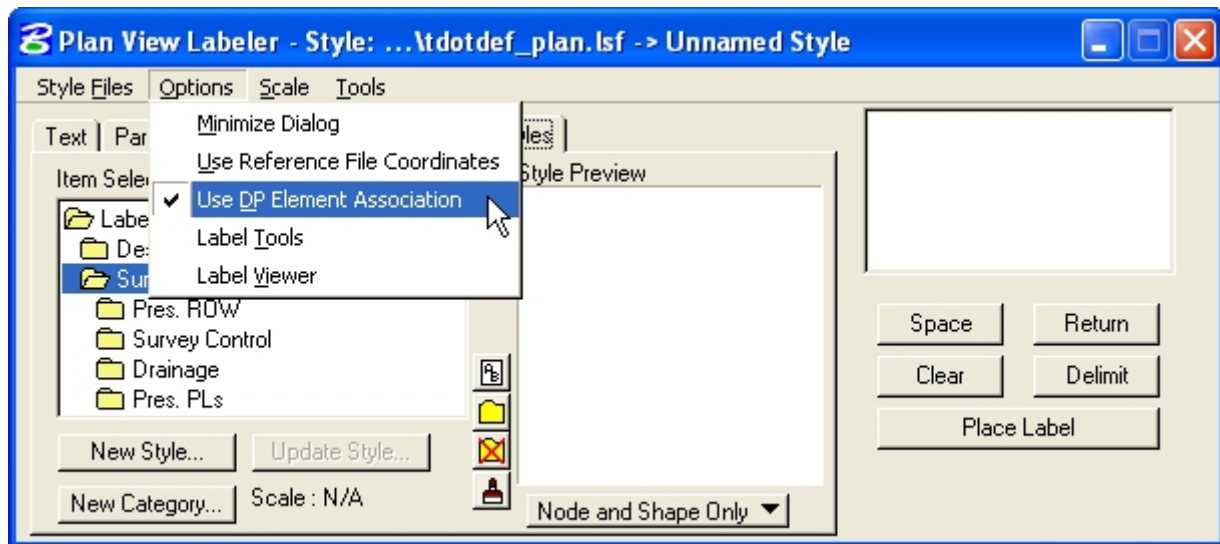 Plan View Labeler - Style: ...\tdotdef_plan.lsf -> Unnamed Style
Style Files Options Scale Tools
Minimize Dialog
Use Reference File Coordinates
Use DP Element Association
Label Tools
Label Viewer
Text
Style Preview
Pres. ROW
Survey Control
Drainage
Pres. PLs
New Style... Update Style...
New Category... Scale : N/A
Node and Shape Only
Space Return
Clear Delimit
Place Label